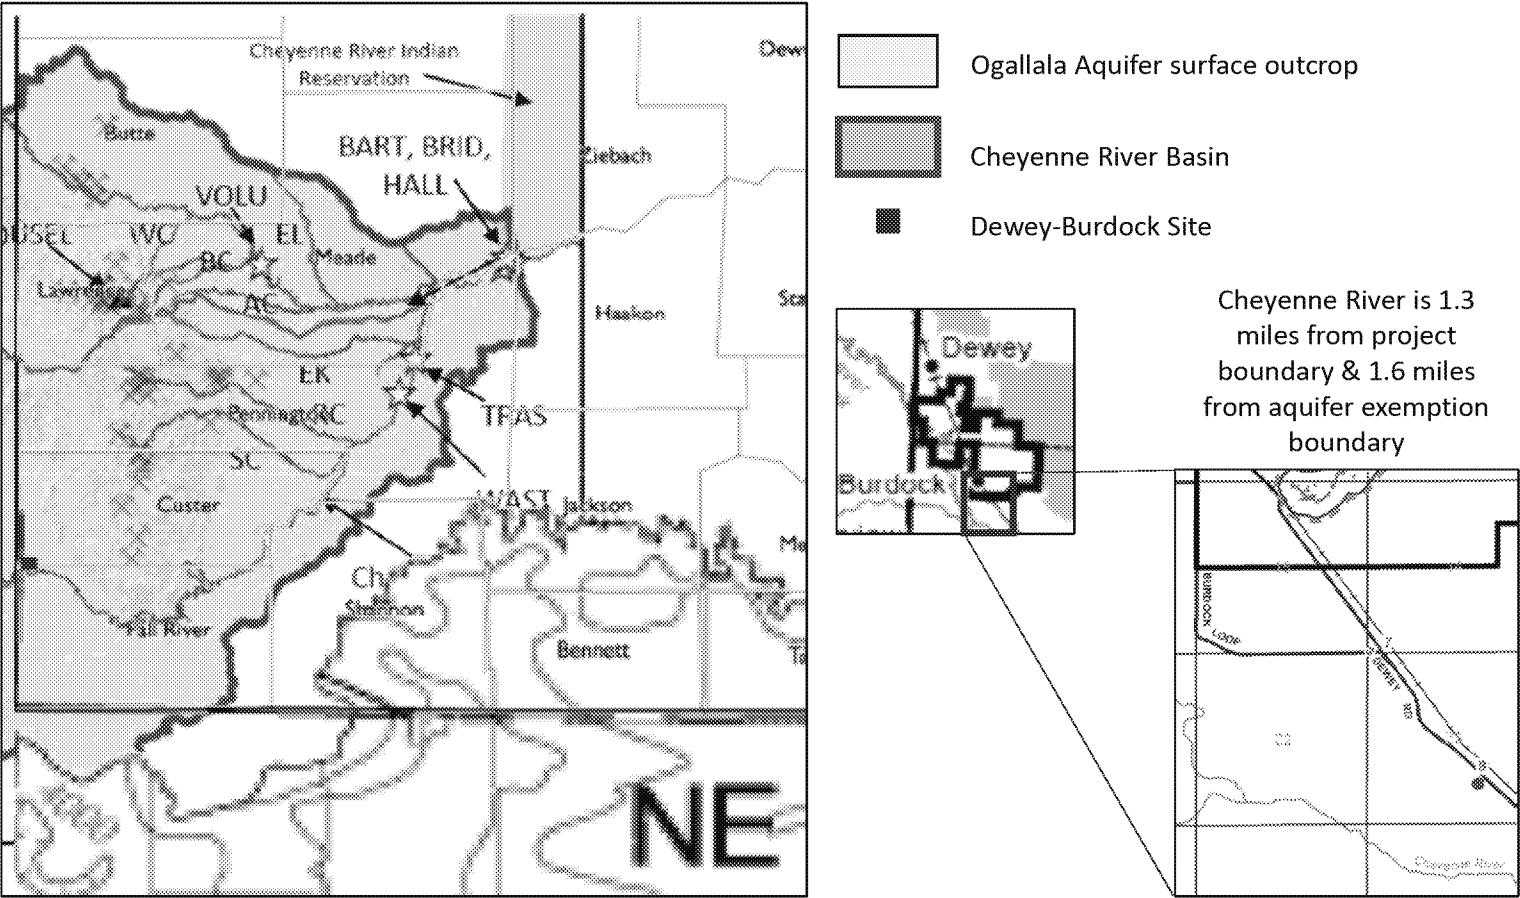 Cheyenne River Indian
Reservation
Butte
BART, BRID,
HALL
Ziebach
VOLU
WC
EL
BC
Meade
AC
Haakon
EK
TRAS
Pennington
RC
SC
WAST
Custer
Jackson
Ch
Shannon
Fall River
Bennett
NE
Ogallala Aquifer surface outcrop
Cheyenne River Basin
Dewey-Burdock Site
Dewey
Burdock
Cheyenne River is 1.3
miles from project
boundary & 1.6 miles
from aquifer exemption
boundary
BURDOCK
LOOP
DEWEY
RD
Cheyenne River